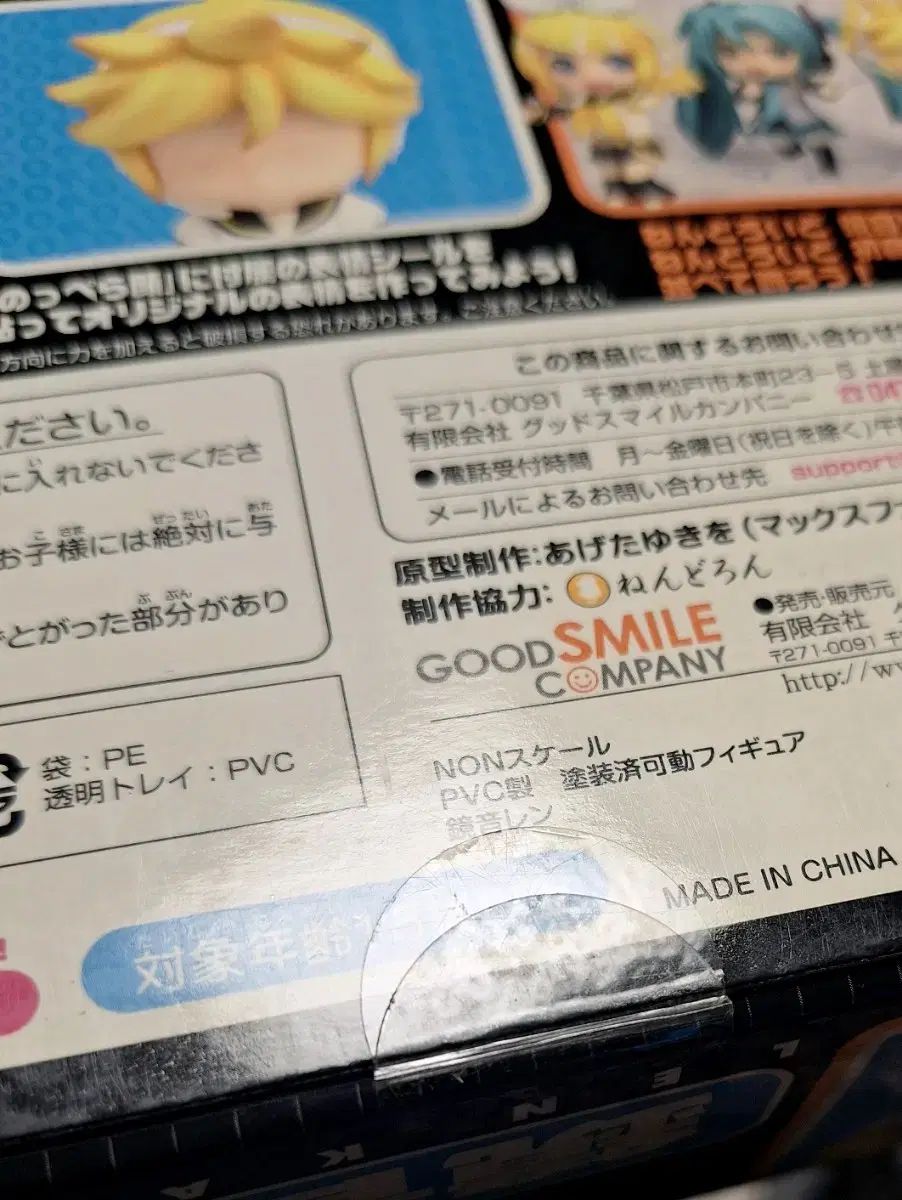 のっぺら顔」に付属の表情シールを
貼ってオリジナルの表情を作ってみよう!
方向に力を加えると破損する恐れがあります。ご注意ください。
ください。
に入れないでくださ
お子様には絶対に与
とがった部分があり
袋:PE
透明トレイ:PVC
この商品に関するお問い合わせ
〒271-0091 千葉県松戸市本町23-5
有限会社 グッドスマイルカンパニー
●電話受付時間 月~金曜日(祝日を除く)午
メールによるお問い合わせ先 support
原型制作:あげたゆきを(マックスフ
制作協力: ねんどろん
GOOD SMILE
COMPANY
●発売・販売元
有限会社
〒271-0091 千
http://w
NONスケール
PVC製 塗装済可動フィギュア
鏡音レン
MADE IN CHINA
対象年齢